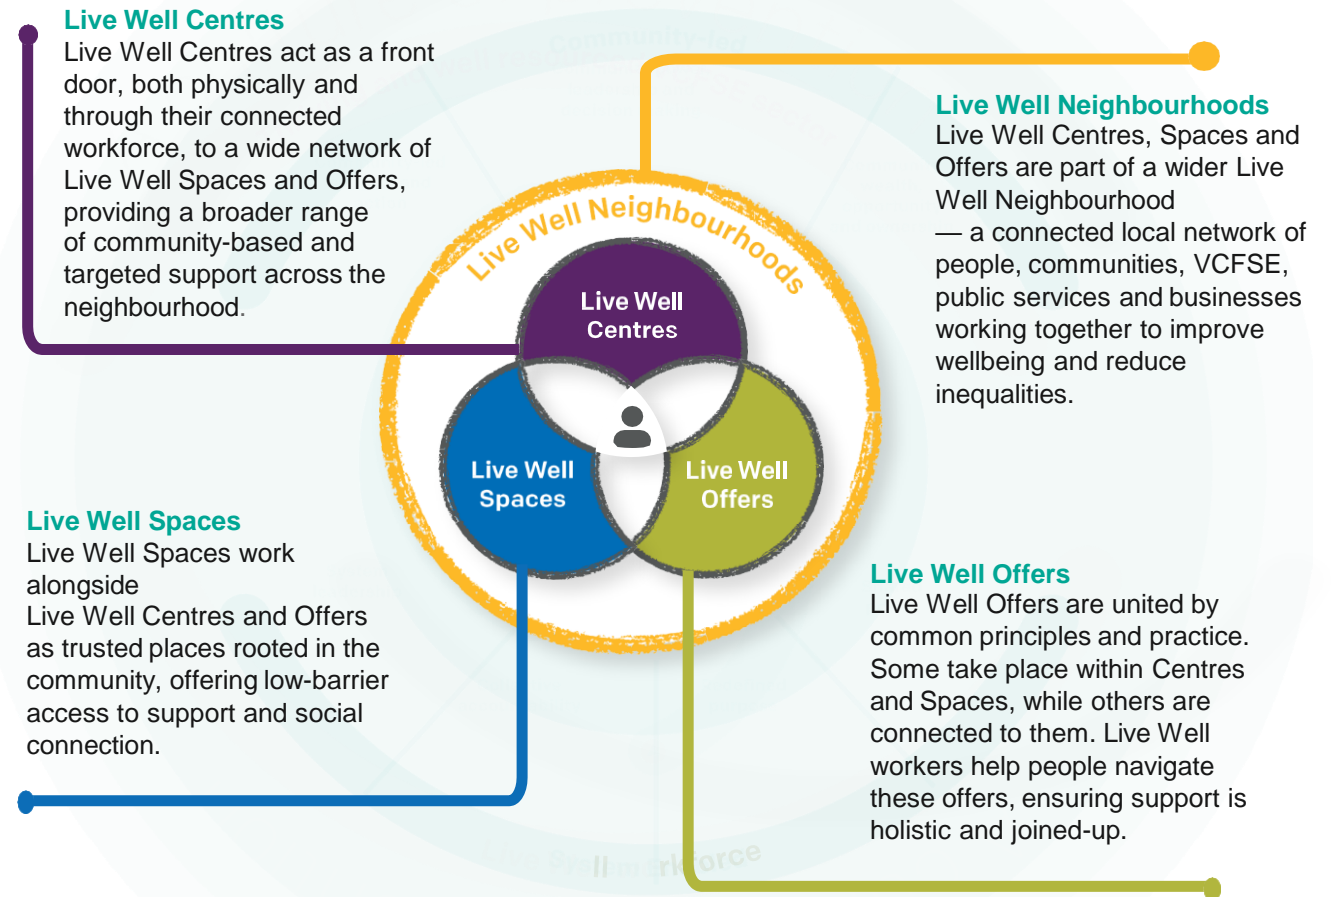 Live Well Centres
Live Well Centres act as a front
door, both physically and
through their connected
workforce, to a wide network of
Live Well Spaces and Offers,
providing a broader range
of community-based and
targeted support across the
neighbourhood.
Live Well Neighbourhoods
Live Well Centres, Spaces and
Offers are part of a wider Live
Well Neighbourhood
— a connected local network of
people, communities, VCFSE,
public services and businesses
working together to improve
wellbeing and reduce
inequalities.
Live Well Neighbourhoods
Live Well
Centres
Live Well
Spaces
Live Well
Offers
Live Well Spaces
Live Well Spaces work
alongside
Live Well Centres and Offers
as trusted places rooted in the
community, offering low-barrier
access to support and social
connection.
Live Well Offers
Live Well Offers are united by
common principles and practice.
Some take place within Centres
and Spaces, while others are
connected to them. Live Well
workers help people navigate
these offers, ensuring support is
holistic and joined-up.
Community-led